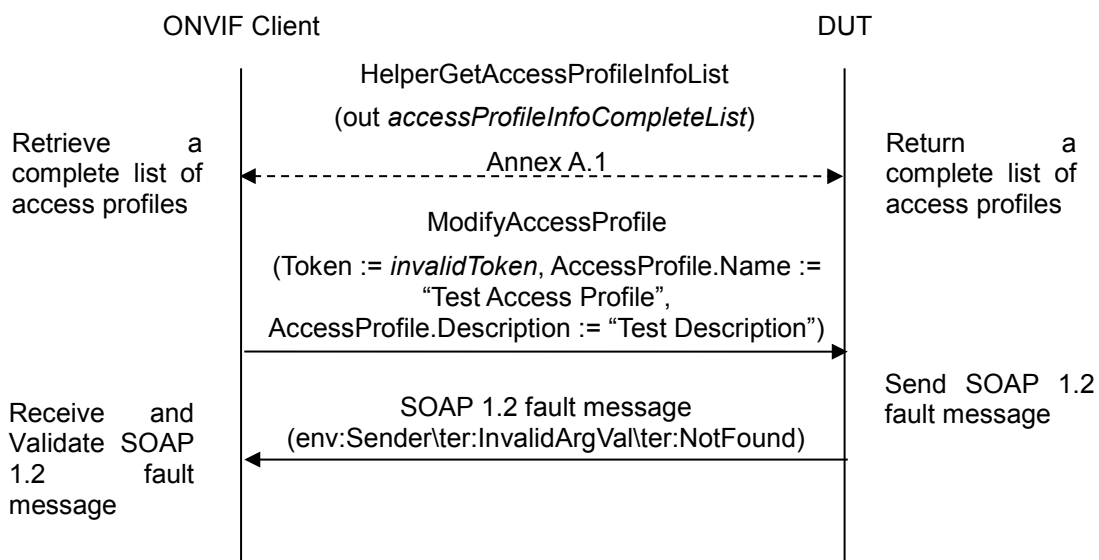 ONVIF Client
DUT
HelperGetAccessProfileInfoList
(out accessProfileInfoCompleteList)
Annex A.1
Retrieve a
complete list of
access profiles
Return a
complete list of
access profiles
ModifyAccessProfile
(Token := invalidToken, AccessProfile.Name :=
“Test Access Profile”,
AccessProfile.Description := “Test Description”)
Send SOAP 1.2
fault message
SOAP 1.2 fault message
(env:Sender\ter:InvalidArgVal\ter:NotFound)
Receive and
Validate SOAP
1.2 fault
message